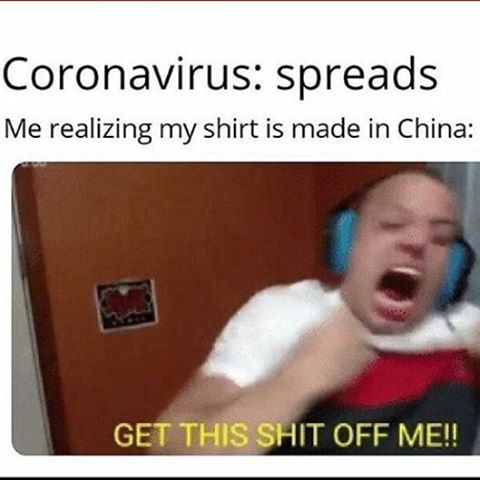 Coronavirus: spreads
Me realizing my shirt is made in China:
GET THIS SHIT OFF ME!!